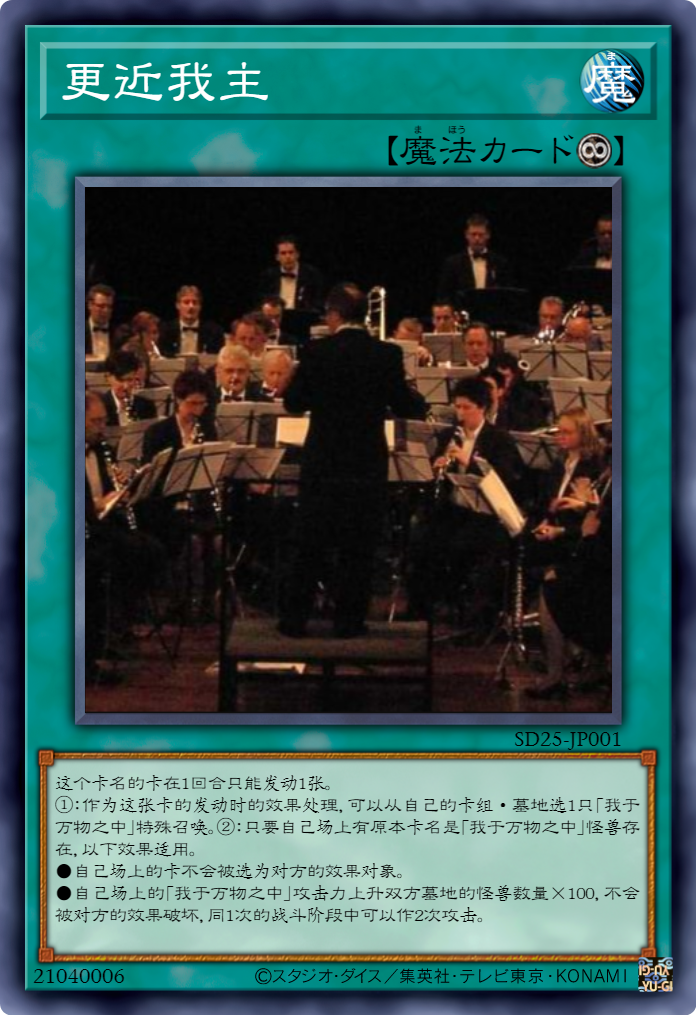 更近我主
ま
魔
ま ほう
【魔法カード】
SD25-JP001
这个卡名的卡在1回合只能发动1张。
①:作为这张卡的发动时的效果处理,可以从自己的卡组·墓地选1只「我于
万物之中」特殊召唤。②:只要自己场上有原本卡名是「我于万物之中」怪兽存
在,以下效果适用。
●自己场上的卡不会被选为对方的效果对象。
●自己场上的「我于万物之中」攻击力上升双方墓地的怪兽数量×100,不会
被对方的效果破坏,同1次的战斗阶段中可以作2次攻击。
21040006
©スタジオ·ダイス/集英社·テレビ東京·KONAMI
YU-GI